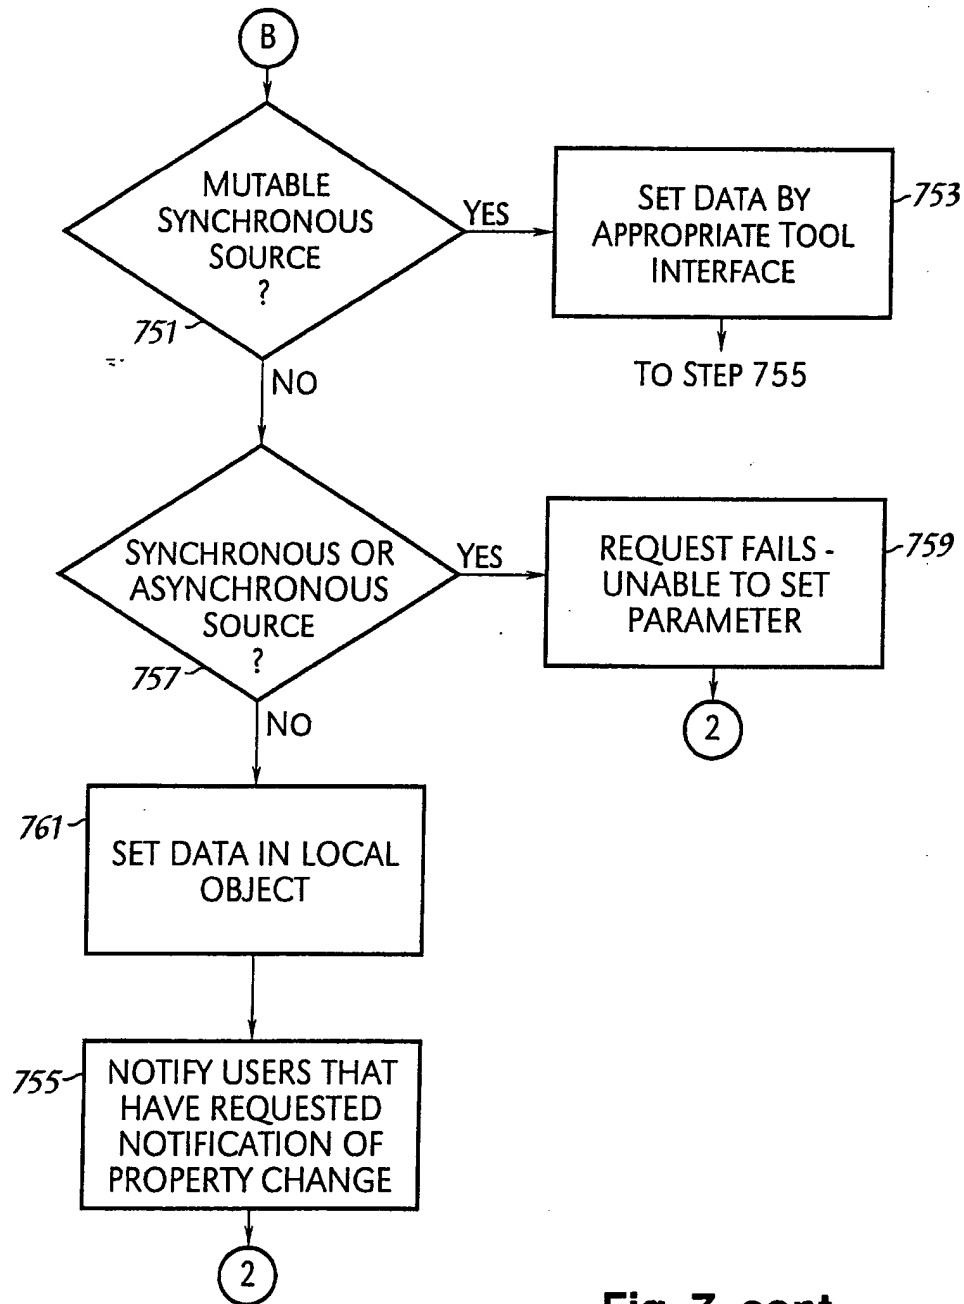 B
MUTABLE
SYNCHRONOUS
SOURCE
?
751
YES
SET DATA BY
APPROPRIATE TOOL
INTERFACE
753
TO STEP 755
NO
SYNCHRONOUS OR
ASYNCHRONOUS
SOURCE
?
757
YES
REQUEST FAILS -
UNABLE TO SET
PARAMETER
759
2
NO
761
SET DATA IN LOCAL
OBJECT
755
NOTIFY USERS THAT
HAVE REQUESTED
NOTIFICATION OF
PROPERTY CHANGE
2
Fig. 7 cont